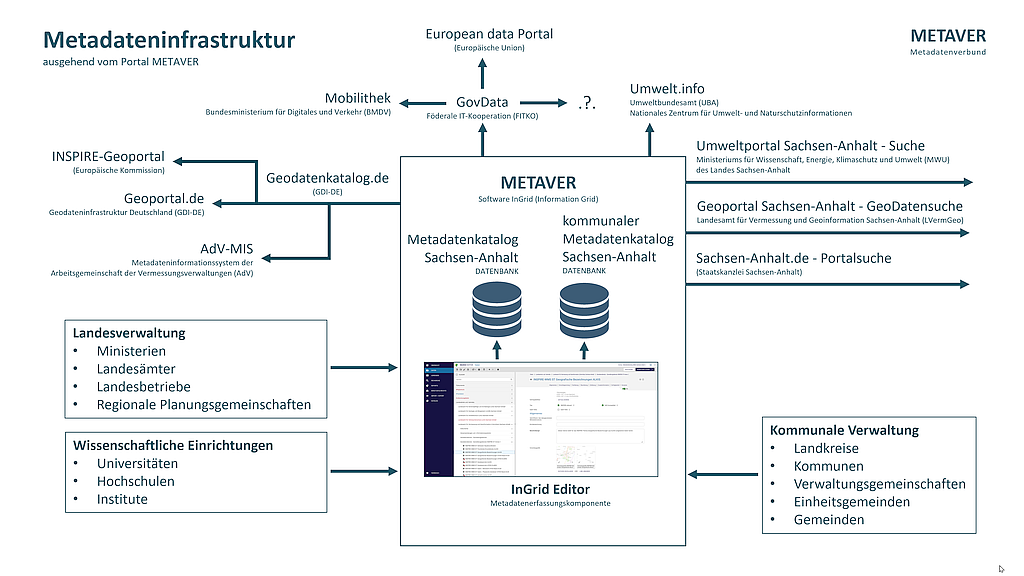 Metadateninfrastruktur
ausgehend vom Portal METAVER
METAVER
Metadatenverbund
European data Portal
(Europäische Union)
Mobilithek
Bundesministerium für Digitales und Verkehr (BMDV)
GovData
Föderale IT-Kooperation (FITKO)
.?.
Umwelt.info
Umweltbundesamt (UBA)
Nationales Zentrum für Umwelt- und Naturschutzinformationen
INSPIRE-Geoportal
(Europäische Kommission)
Geodatenkatalog.de
(GDI-DE)
Geoportal.de
Geodateninfrastruktur Deutschland (GDI-DE)
AdV-MIS
Metadateninformationssystem der
Arbeitsgemeinschaft der Vermessungsverwaltungen (AdV)
Umweltportal Sachsen-Anhalt - Suche
Ministeriums für Wissenschaft, Energie, Klimaschutz und Umwelt (MWU)
des Landes Sachsen-Anhalt
Geoportal Sachsen-Anhalt - GeoDatensuche
Landesamt für Vermessung und Geoinformation Sachsen-Anhalt (LVermGeo)
Sachsen-Anhalt.de - Portalsuche
(Staatskanzlei Sachsen-Anhalt)
METAVER
Software InGrid (Information Grid)
Metadatenkatalog
Sachsen-Anhalt
DATENBANK
kommunaler
Metadatenkatalog
Sachsen-Anhalt
DATENBANK
InGrid Editor
Metadatenerfassungskomponente
Landesverwaltung
• Ministerien
• Landesämter
• Landesbetriebe
• Regionale Planungsgemeinschaften
Wissenschaftliche Einrichtungen
• Universitäten
• Hochschulen
• Institute
Kommunale Verwaltung
• Landkreise
• Kommunen
• Verwaltungsgemeinschaften
• Einheitsgemeinden
• Gemeinden